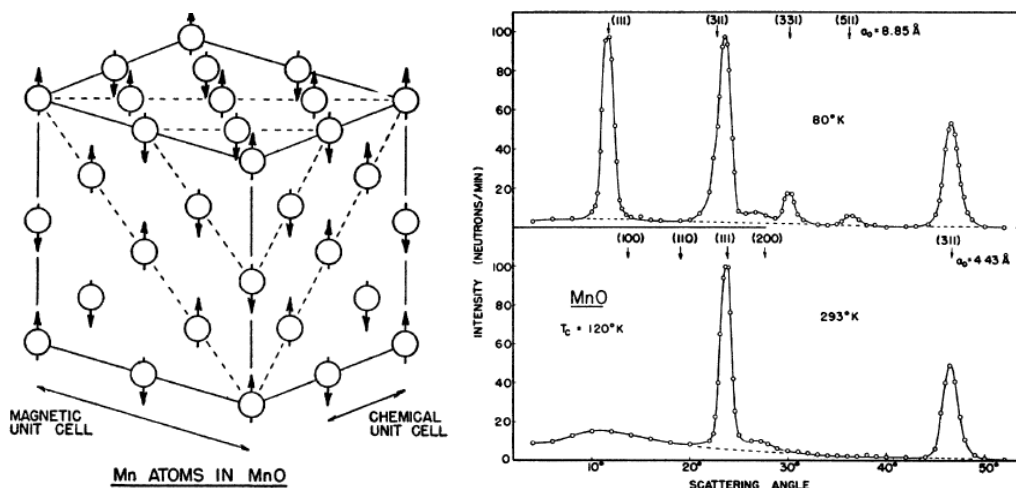 MAGNETIC
UNIT CELL
CHEMICAL
UNIT CELL
Mn ATOMS IN MnO
INTENSITY (NEUTRONS/MIN)
100
80
60
40
20
(111)
(311)
(331)
(511)
a₀=8.85 Å
80°K
100
80
60
40
20
0
(100)
(110)
(111)
(200)
(311)
a₀=4.43 Å
MnO
T_C = 120°K
293°K
10°
20°
30°
40°
50°
SCATTERING ANGLE